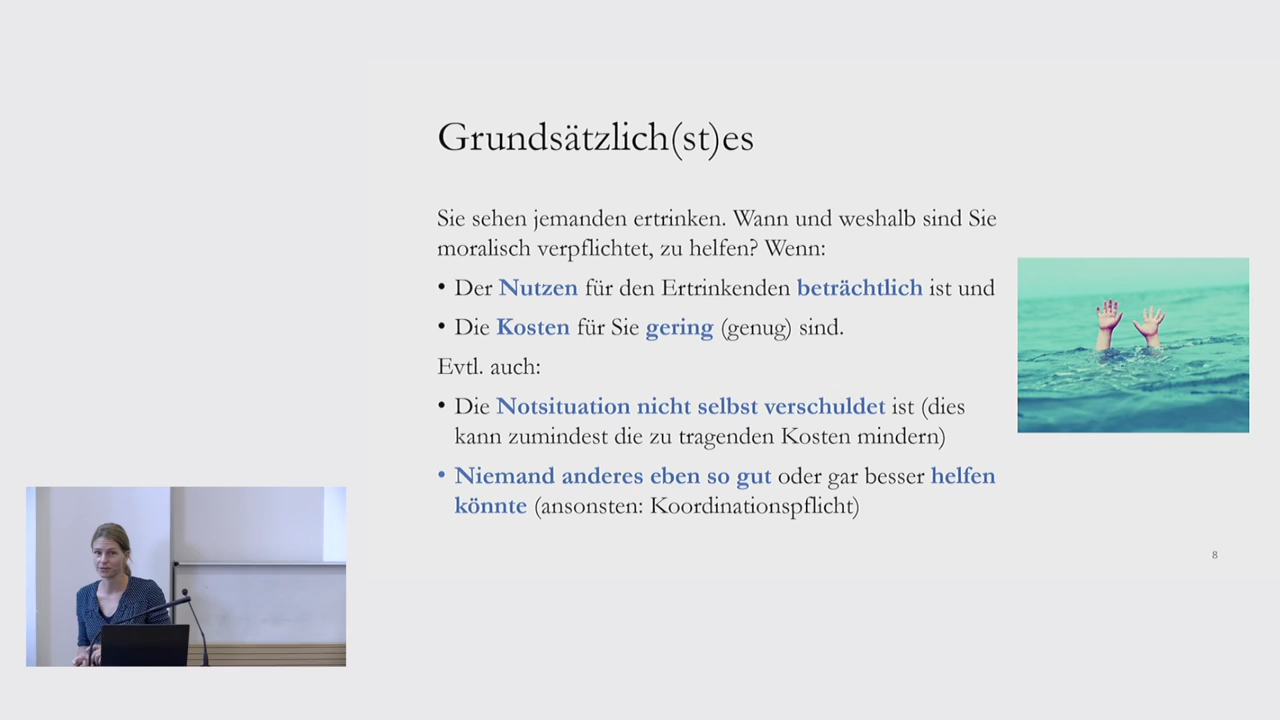 Grundsätzlich(st)es
Sie sehen jemanden ertrinken. Wann und weshalb sind Sie
moralisch verpflichtet, zu helfen? Wenn:
• Der Nutzen für den Ertrinkenden beträchtlich ist und
• Die Kosten für Sie gering (genug) sind.
Evtl. auch:
• Die Notsituation nicht selbst verschuldet ist (dies
kann zumindest die zu tragenden Kosten mindern)
• Niemand anderes eben so gut oder gar besser helfen
könnte (ansonsten: Koordinationspflicht)
8